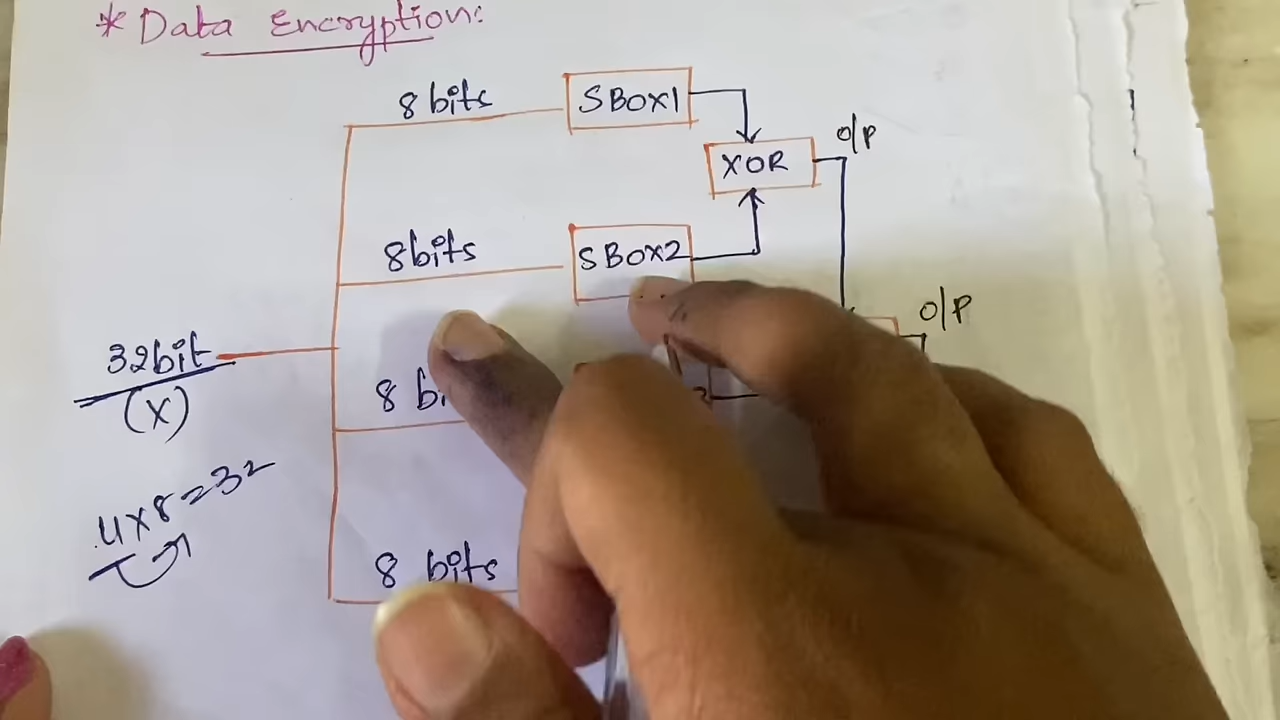 * Data Encryption:
8 bits
SBOX1
XOR
O/P
8bits
SBOX2
O/P
32bit
(X)
8
4x8=32
8 bits